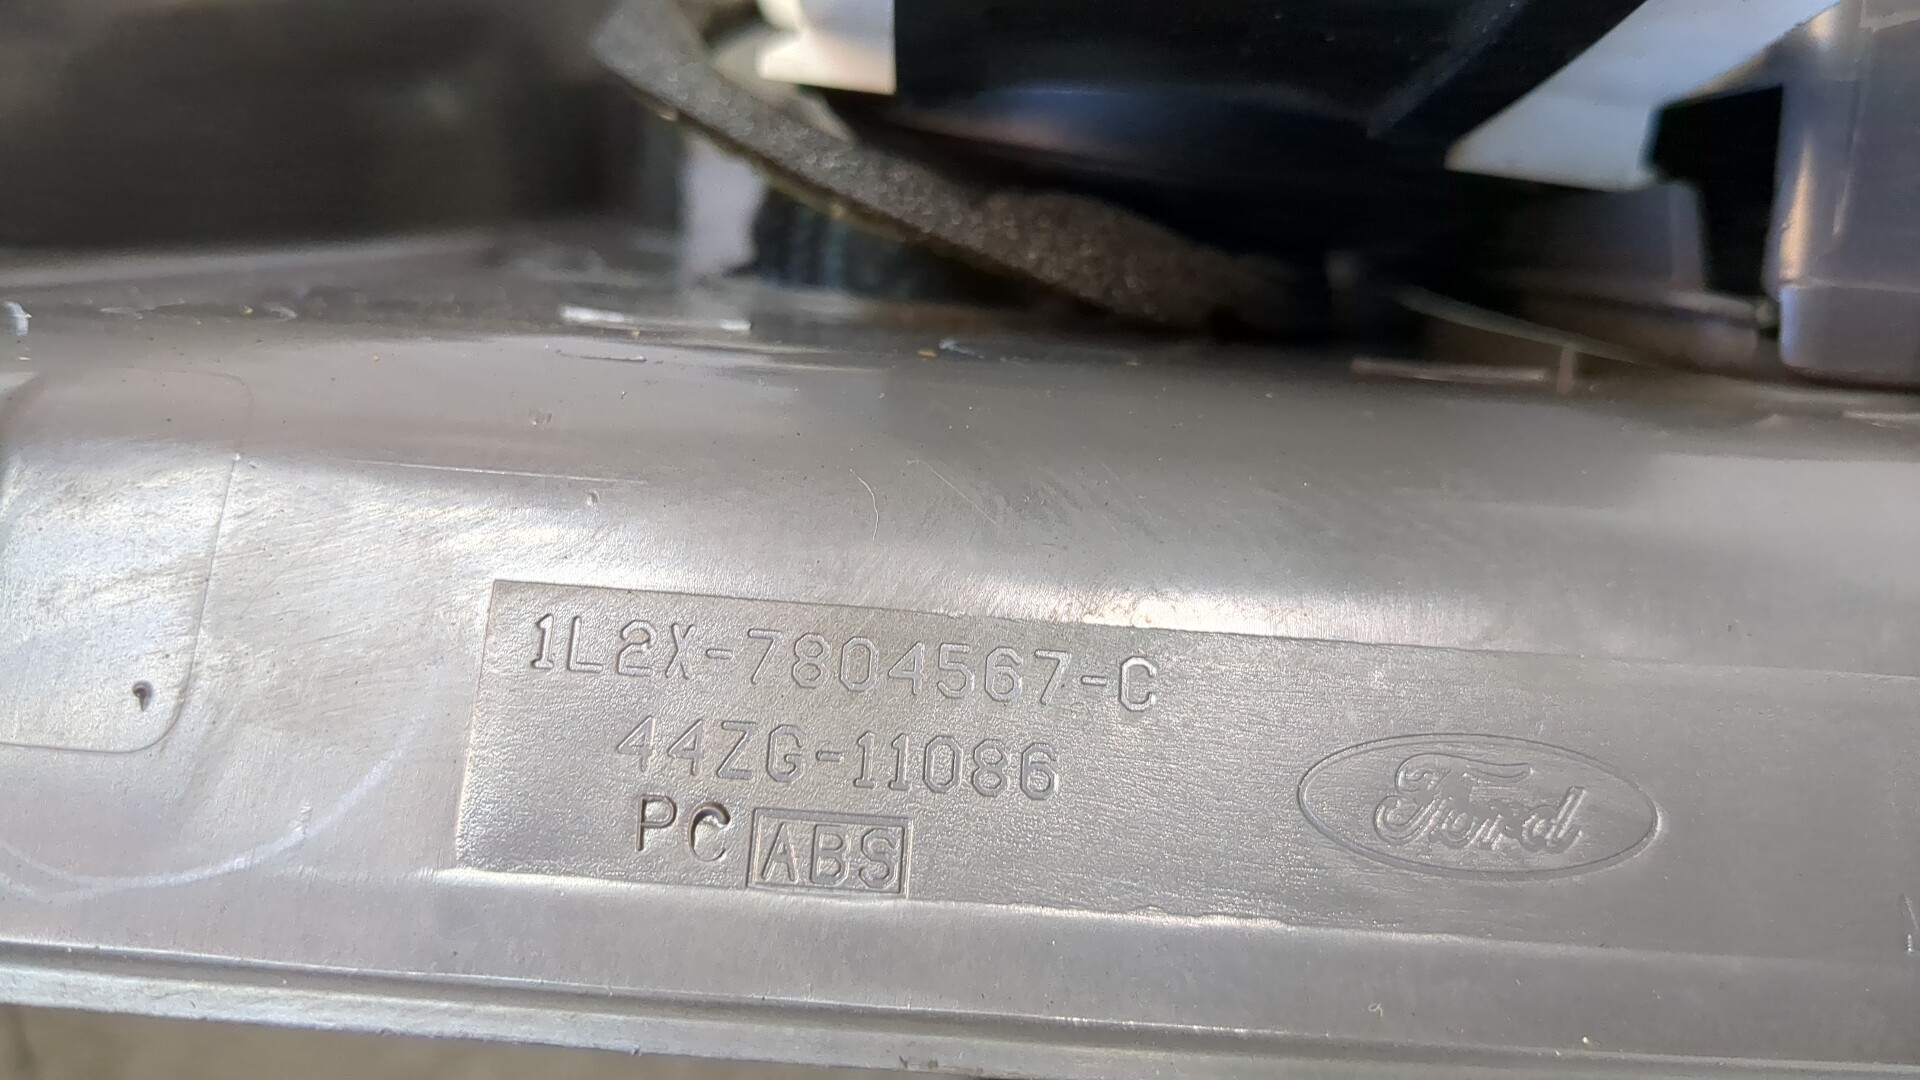 1L2X-7804567-C
44ZG-11086
PC ABS
Ford